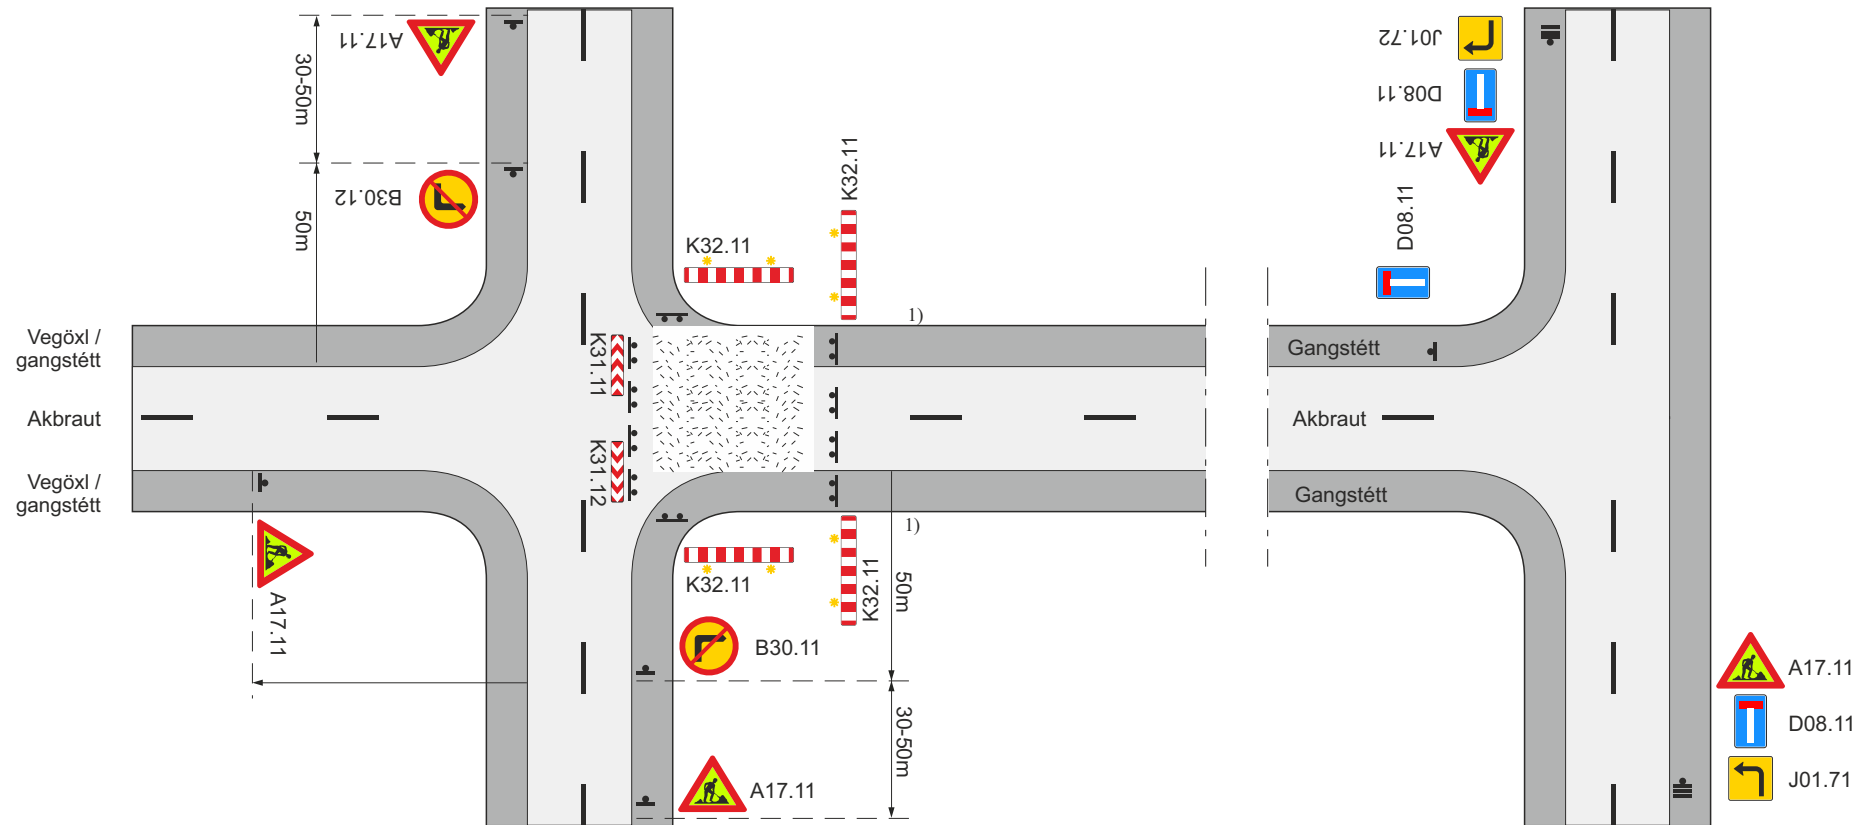 A17.11
30-50m
B30.12
50m
K32.11
K32.11
1)
J01.72
D08.11
A17.11
D08.11
Vegöxl /
gangstétt
Akbraut
Vegöxl /
gangstétt
K31.11
K31.12
Gangstétt
Akbraut
Gangstétt
A17.11
1)
K32.11
K32.11
50m
B30.11
30-50m
A17.11
A17.11
D08.11
J01.71